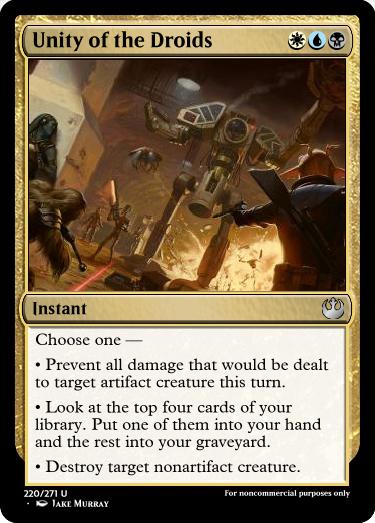 Unity of the Droids
Instant
Choose one —
• Prevent all damage that would be dealt
to target artifact creature this turn.
• Look at the top four cards of your
library. Put one of them into your hand
and the rest into your graveyard.
• Destroy target nonartifact creature.
220/271 U
For noncommercial purposes only
· Jake Murray